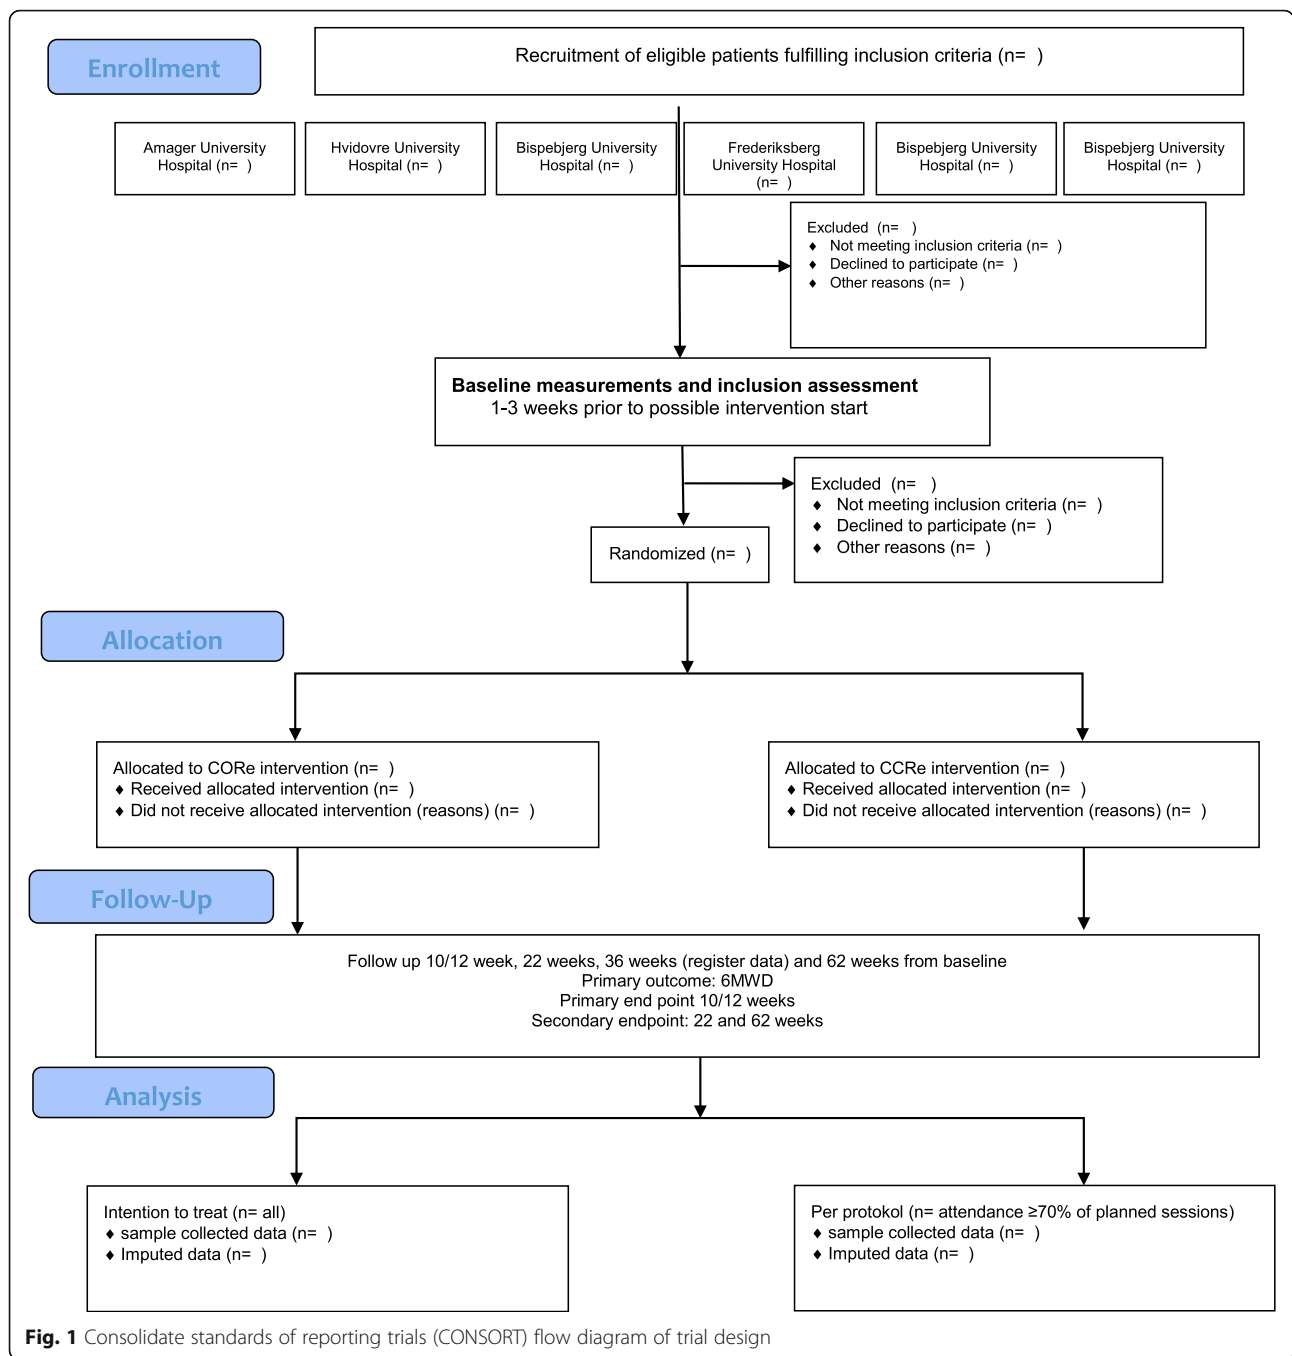 Enrollment
Recruitment of eligible patients fulfilling inclusion criteria (n=  )
Amager University
Hospital (n=  )
Hvidovre University
Hospital (n=  )
Bispebjerg University
Hospital (n=  )
Frederiksberg
University Hospital
(n=  )
Bispebjerg University
Hospital (n=  )
Bispebjerg University
Hospital (n=  )
Excluded  (n=   )
♦ Not meeting inclusion criteria (n=  )
♦ Declined to participate (n=  )
♦ Other reasons (n=  )
Baseline measurements and inclusion assessment
1-3 weeks prior to possible intervention start
Excluded  (n=   )
♦ Not meeting inclusion criteria (n=  )
♦ Declined to participate (n=  )
♦ Other reasons (n=  )
Randomized (n=  )
Allocation
Allocated to CORe intervention (n=  )
♦ Received allocated intervention (n=  )
♦ Did not receive allocated intervention (reasons) (n=  )
Allocated to CCRe intervention (n=  )
♦ Received allocated intervention (n=  )
♦ Did not receive allocated intervention (reasons) (n=  )
Follow-Up
Follow up 10/12 week, 22 weeks, 36 weeks (register data) and 62 weeks from baseline
Primary outcome: 6MWD
Primary end point 10/12 weeks
Secondary endpoint: 22 and 62 weeks
Analysis
Intention to treat (n= all)
♦ sample collected data (n=  )
♦ Imputed data (n=  )
Per protokol (n= attendance ≥70% of planned sessions)
♦ sample collected data (n=  )
♦ Imputed data (n=  )
Fig. 1 Consolidate standards of reporting trials (CONSORT) flow diagram of trial design